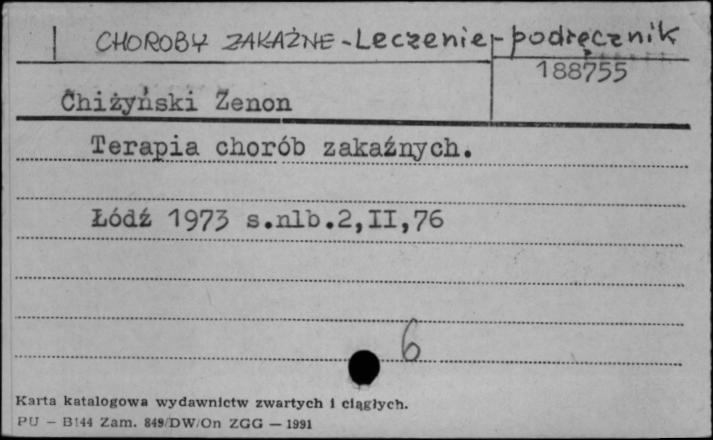 CHOROBY ZAKAŹNE - Leczenie - podręcznik
188755
Chiżyński Zenon
Terapia chorób zakaźnych.
Łódź 1973 s.nlb.2,II,76
6
Karta katalogowa wydawnictw zwartych i ciągłych.
PU — B144 Zam. 849/DW/On ZGG — 1991